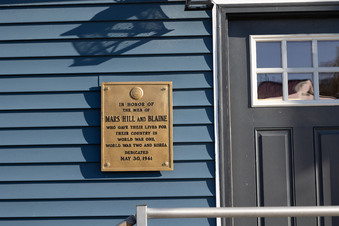 IN HONOR OF
THE MEN OF
MARS HILL AND BLAINE
WHO GAVE THEIR LIVES FOR
THEIR COUNTRY IN
WORLD WAR ONE,
WORLD WAR TWO AND KOREA
DEDICATED
MAY 30, 1961